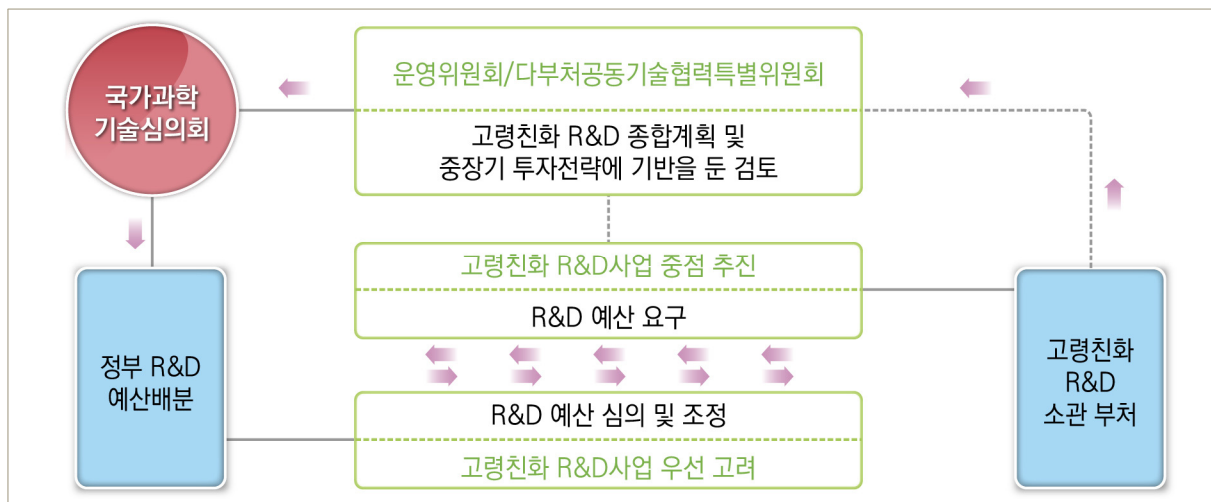 국가과학
기술심의회
운영위원회/다부처공동기술협력특별위원회
고령친화 R&D 종합계획 및
중장기 투자전략에 기반을 둔 검토
고령친화 R&D사업 중점 추진
R&D 예산 요구
정부 R&D
예산배분
고령친화
R&D
소관 부처
R&D 예산 심의 및 조정
고령친화 R&D사업 우선 고려